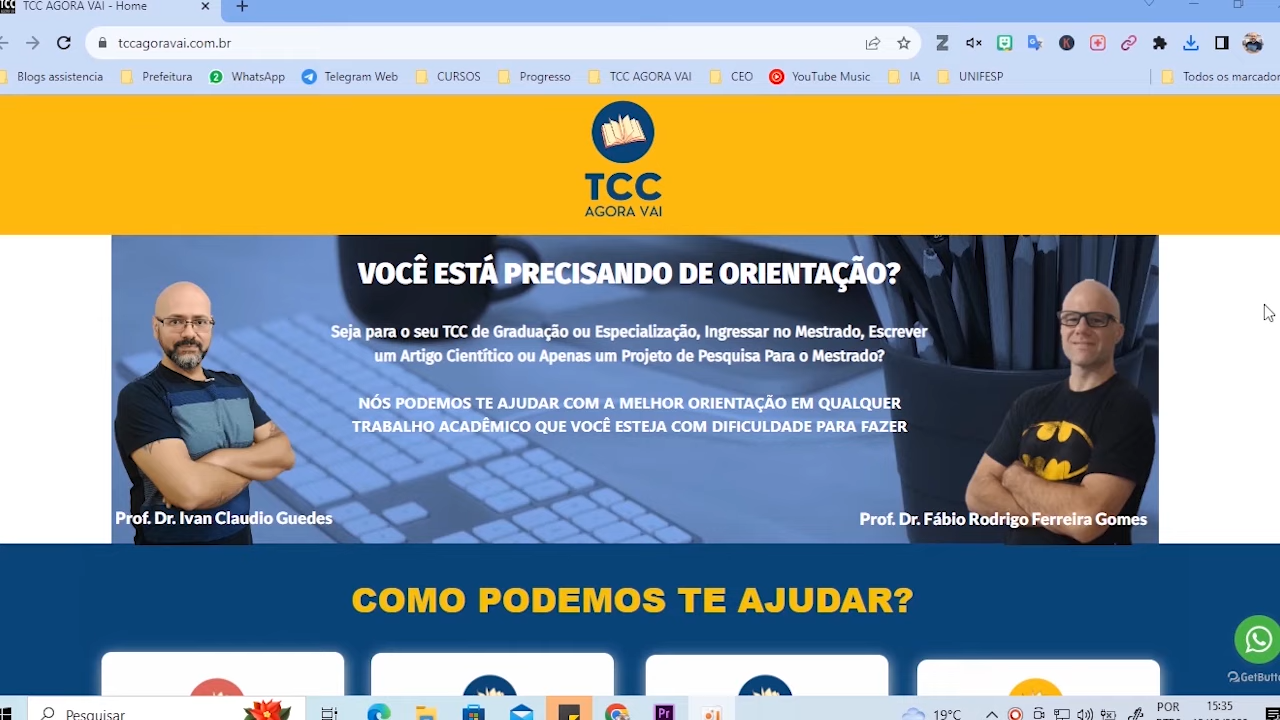 TCC
TCC AGORA VAI - Home
tccagoravai.com.br
Blogs assistencia
Prefeitura
2
WhatsApp
Telegram Web
CURSOS
Progresso
TCC AGORA VAI
CEO
YouTube Music
IA
UNIFESP
Todos os marcador
TCC
AGORA VAI
VOCÊ ESTÁ PRECISANDO DE ORIENTAÇÃO?
Seja para o seu TCC de Graduação ou Especialização, Ingressar no Mestrado, Escrever
um Artigo Científico ou Apenas um Projeto de Pesquisa Para o Mestrado?
NÓS PODEMOS TE AJUDAR COM A MELHOR ORIENTAÇÃO EM QUALQUER
TRABALHO ACADÊMICO QUE VOCÊ ESTEJA COM DIFICULDADE PARA FAZER
Prof. Dr. Ivan Claudio Guedes
Prof. Dr. Fábio Rodrigo Ferreira Gomes
COMO PODEMOS TE AJUDAR?
GetButt
Pesquisar
Pr
19°C
POR
15:35